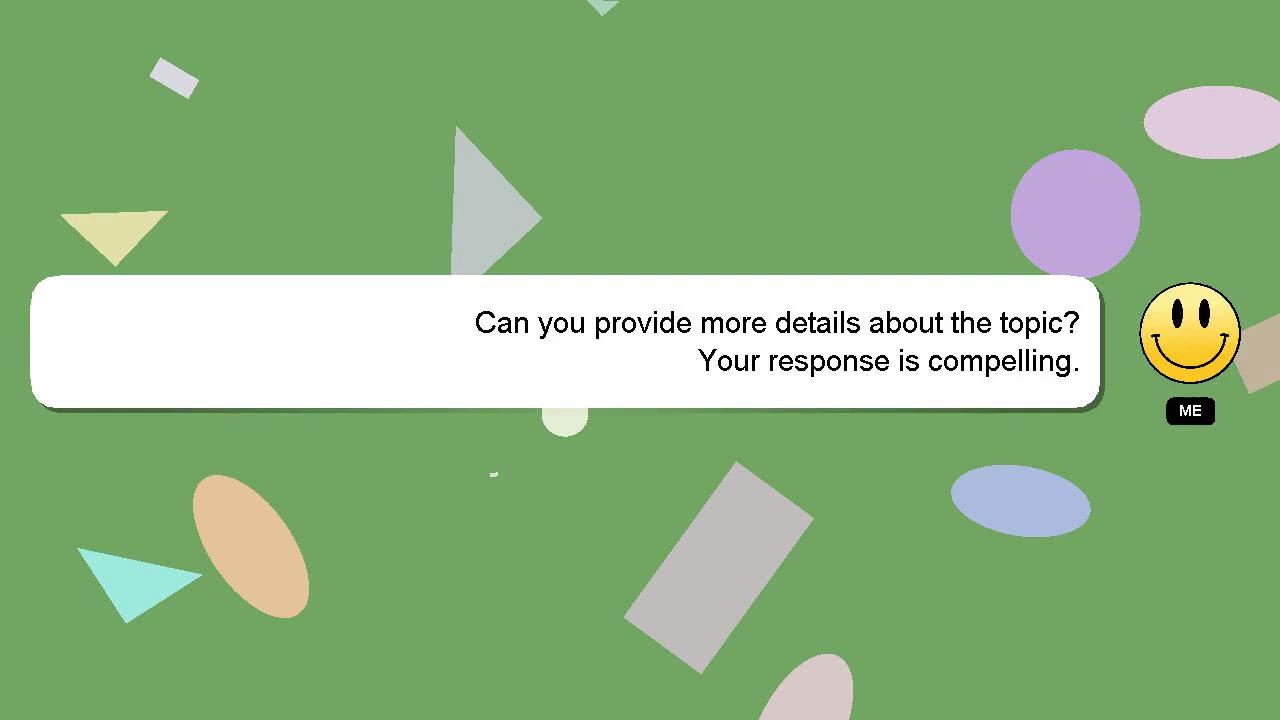 Can you provide more details about the topic?
Your response is compelling.
ME